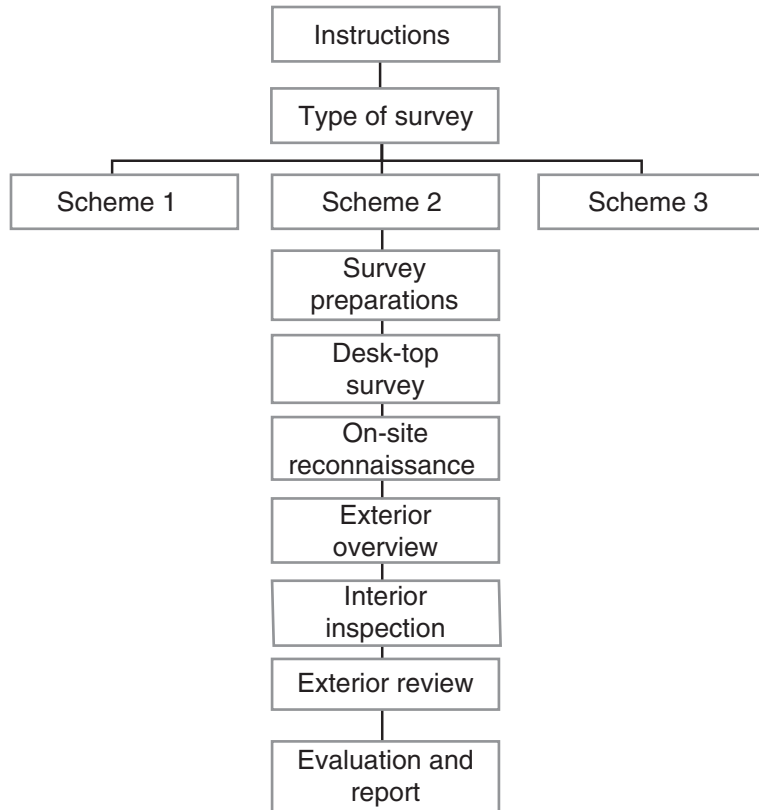 Instructions
Type of survey
Scheme 1
Scheme 2
Scheme 3
Survey
preparations
Desk-top
survey
On-site
reconnaissance
Exterior
overview
Interior
inspection
Exterior review
Evaluation and
report